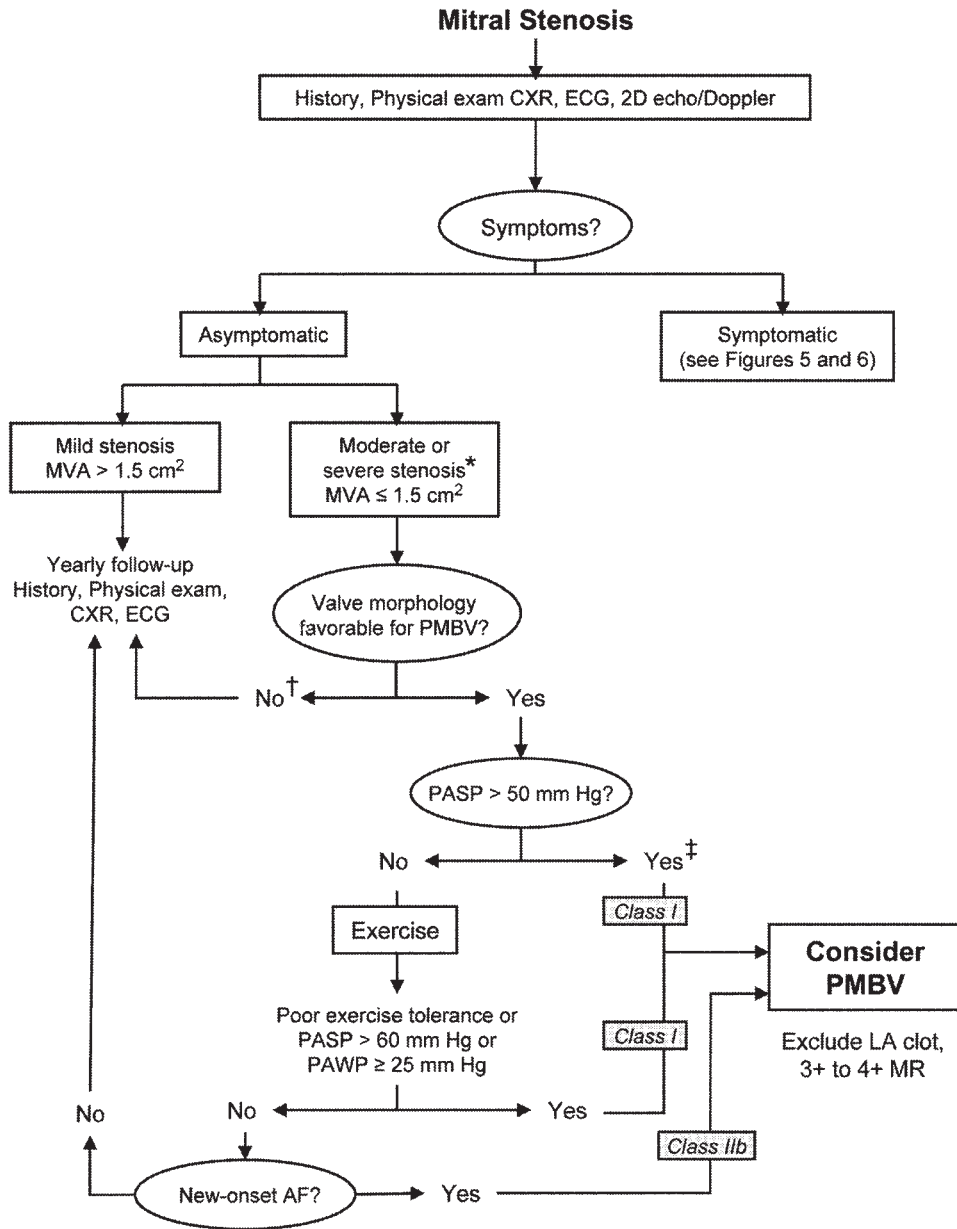 Mitral Stenosis
History, Physical exam CXR, ECG, 2D echo/Doppler
Symptoms?
Asymptomatic
Symptomatic
(see Figures 5 and 6)
Mild stenosis
MVA > 1.5 cm²
Moderate or
severe stenosis*
MVA ≤ 1.5 cm²
Yearly follow-up
History, Physical exam,
CXR, ECG
Valve morphology
favorable for PMBV?
No†
Yes
PASP > 50 mm Hg?
No
Yes‡
Class I
Exercise
Consider
PMBV
Poor exercise tolerance or
PASP > 60 mm Hg or
PAWP ≥ 25 mm Hg
Class I
Exclude LA clot,
3+ to 4+ MR
No
No
Yes
Class IIb
New-onset AF?
Yes